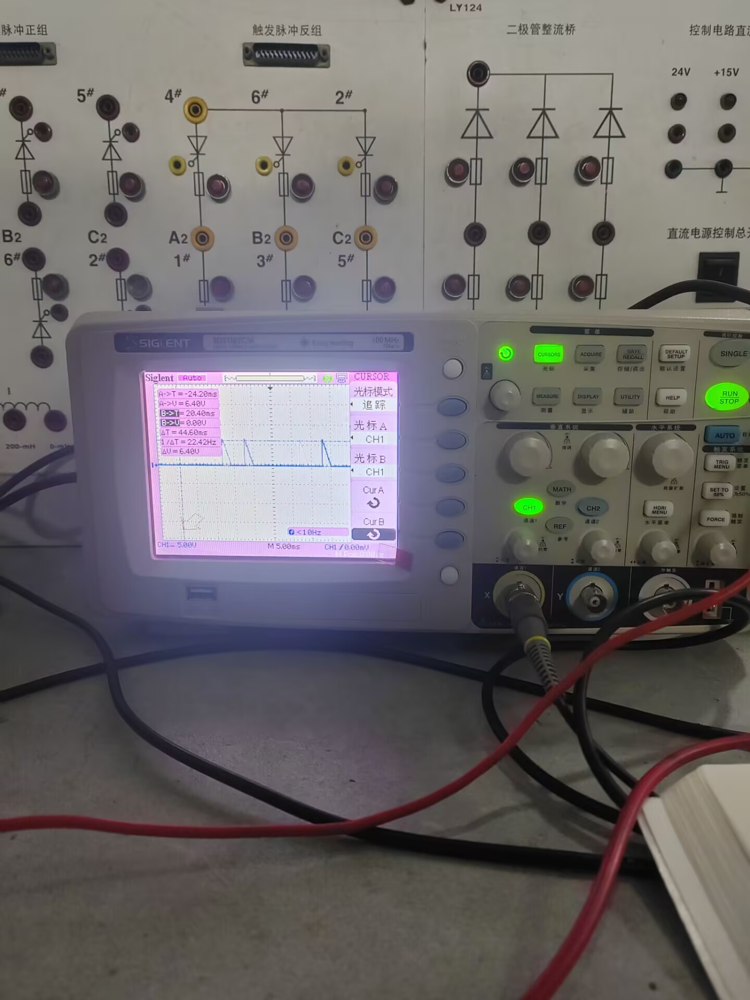 LY124
脉冲正组
触发脉冲反组
二极管整流桥
控制电路直流
24V
+15V
#
5#
4#
6#
2#
B2
C2
A2
B2
C2
6#
2#
1#
3#
5#
直流电源控制总
1
200-mH
SIGLENT
100 MHz
Siglent
Auto
CURSOR
A->T=-24.20ms
A->V=6.40V
B->T=20.40ms
B->V=0.00V
ΔT=44.60ms
1/ΔT=22.42Hz
ΔV=6.40V
光标模式
追踪
光标A
CH1
光标B
CH1
CurA
CurB
<10Hz
CH1 5.00V
M 5.00ms
CH1 / 0.00mV
菜单
执行控制
CURSORS
光标
ACQUIRE
采集
SAVE
RECALL
存储/调出
DEFAULT
SETUP
默认设置
SINGLE
MEASURE
测量
DISPLAY
显示
UTILITY
辅助
HELP
帮助
RUN
STOP
垂直系统
水平系统
AUTO
触发系统
TRIG
MENU
触发
菜单
SET TO
50%
设置
为50%
FORCE
强制
触发
MATH
数学
CH1
通道1
CH2
通道2
REF
参考
HORI
MENU
水平菜单
通道1
通道2
外触发
X
Y